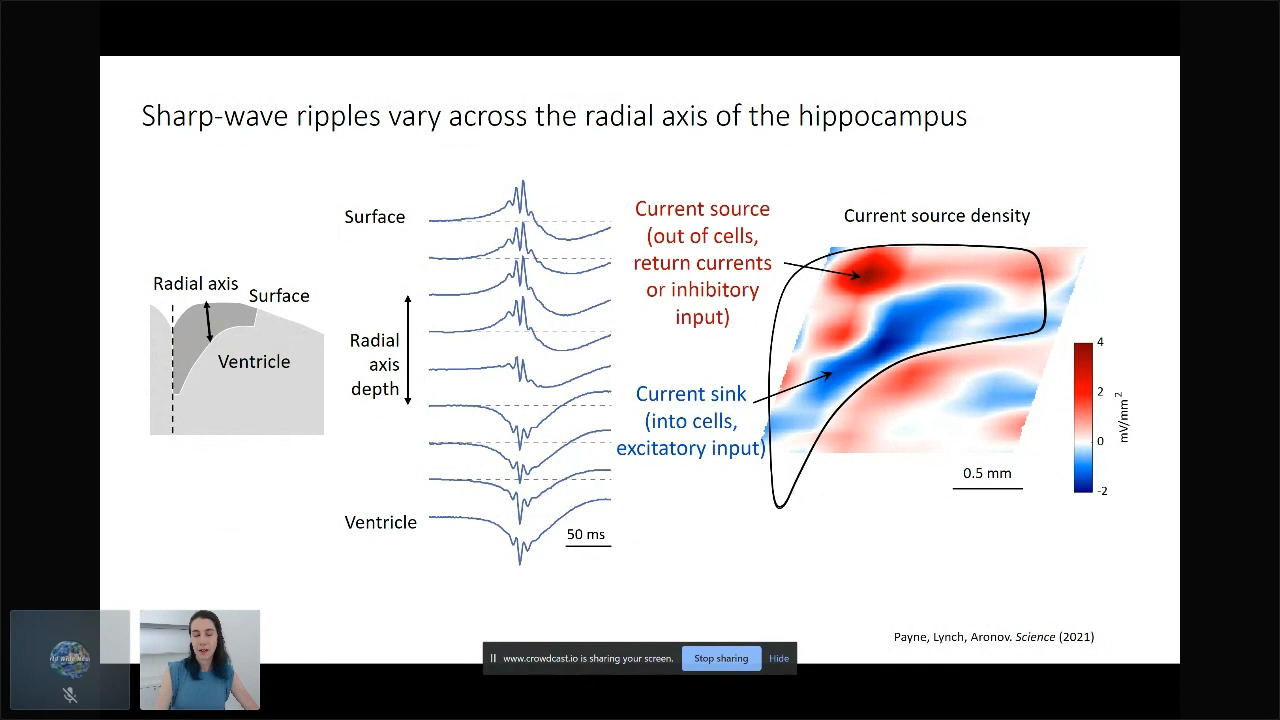 Sharp-wave ripples vary across the radial axis of the hippocampus
Radial axis
Surface
Ventricle
Surface
Radial
axis
depth
Ventricle
50 ms
Current source
(out of cells,
return currents
or inhibitory
input)
Current sink
(into cells,
excitatory input)
Current source density
4
2
0
-2
mV/mm²
0.5 mm
Payne, Lynch, Aronov. Science (2021)
www.crowdcast.io is sharing your screen.
Stop sharing
Hide